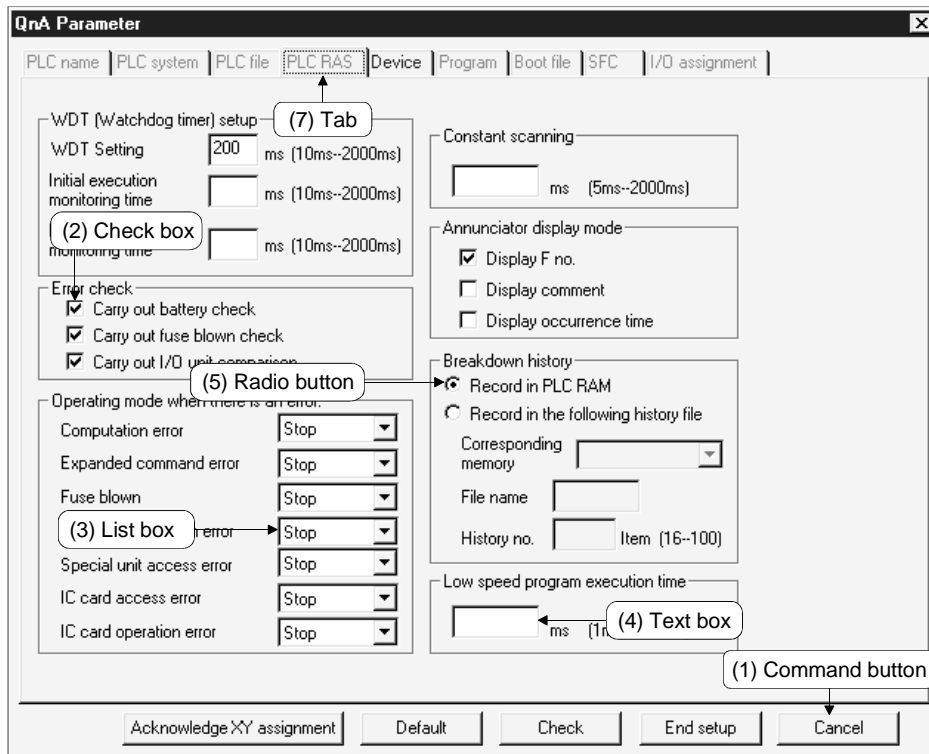 QnA Parameter
PLC name PLC system PLC file PLC RAS Device Program Boot file SFC I/O assignment
(7) Tab
WDT (Watchdog timer) setup
WDT Setting 200 ms (10ms--2000ms)
Initial execution
monitoring time ms (10ms--2000ms)
(2) Check box
monitoring time ms (10ms--2000ms)
Error check
Carry out battery check
Carry out fuse blown check
Carry out I/O unit comparison
(5) Radio button
Operating mode when there is an error.
Computation error Stop
Expanded command error Stop
Fuse blown Stop
(3) List box error Stop
Special unit access error Stop
IC card access error Stop
IC card operation error Stop
Constant scanning
ms (5ms--2000ms)
Annunciator display mode
Display F no.
Display comment
Display occurrence time
Breakdown history
Record in PLC RAM
Record in the following history file
Corresponding
memory
File name
History no. Item (16--100)
Low speed program execution time
ms
(4) Text box
(1) Command button
Acknowledge XY assignment Default Check End setup Cancel